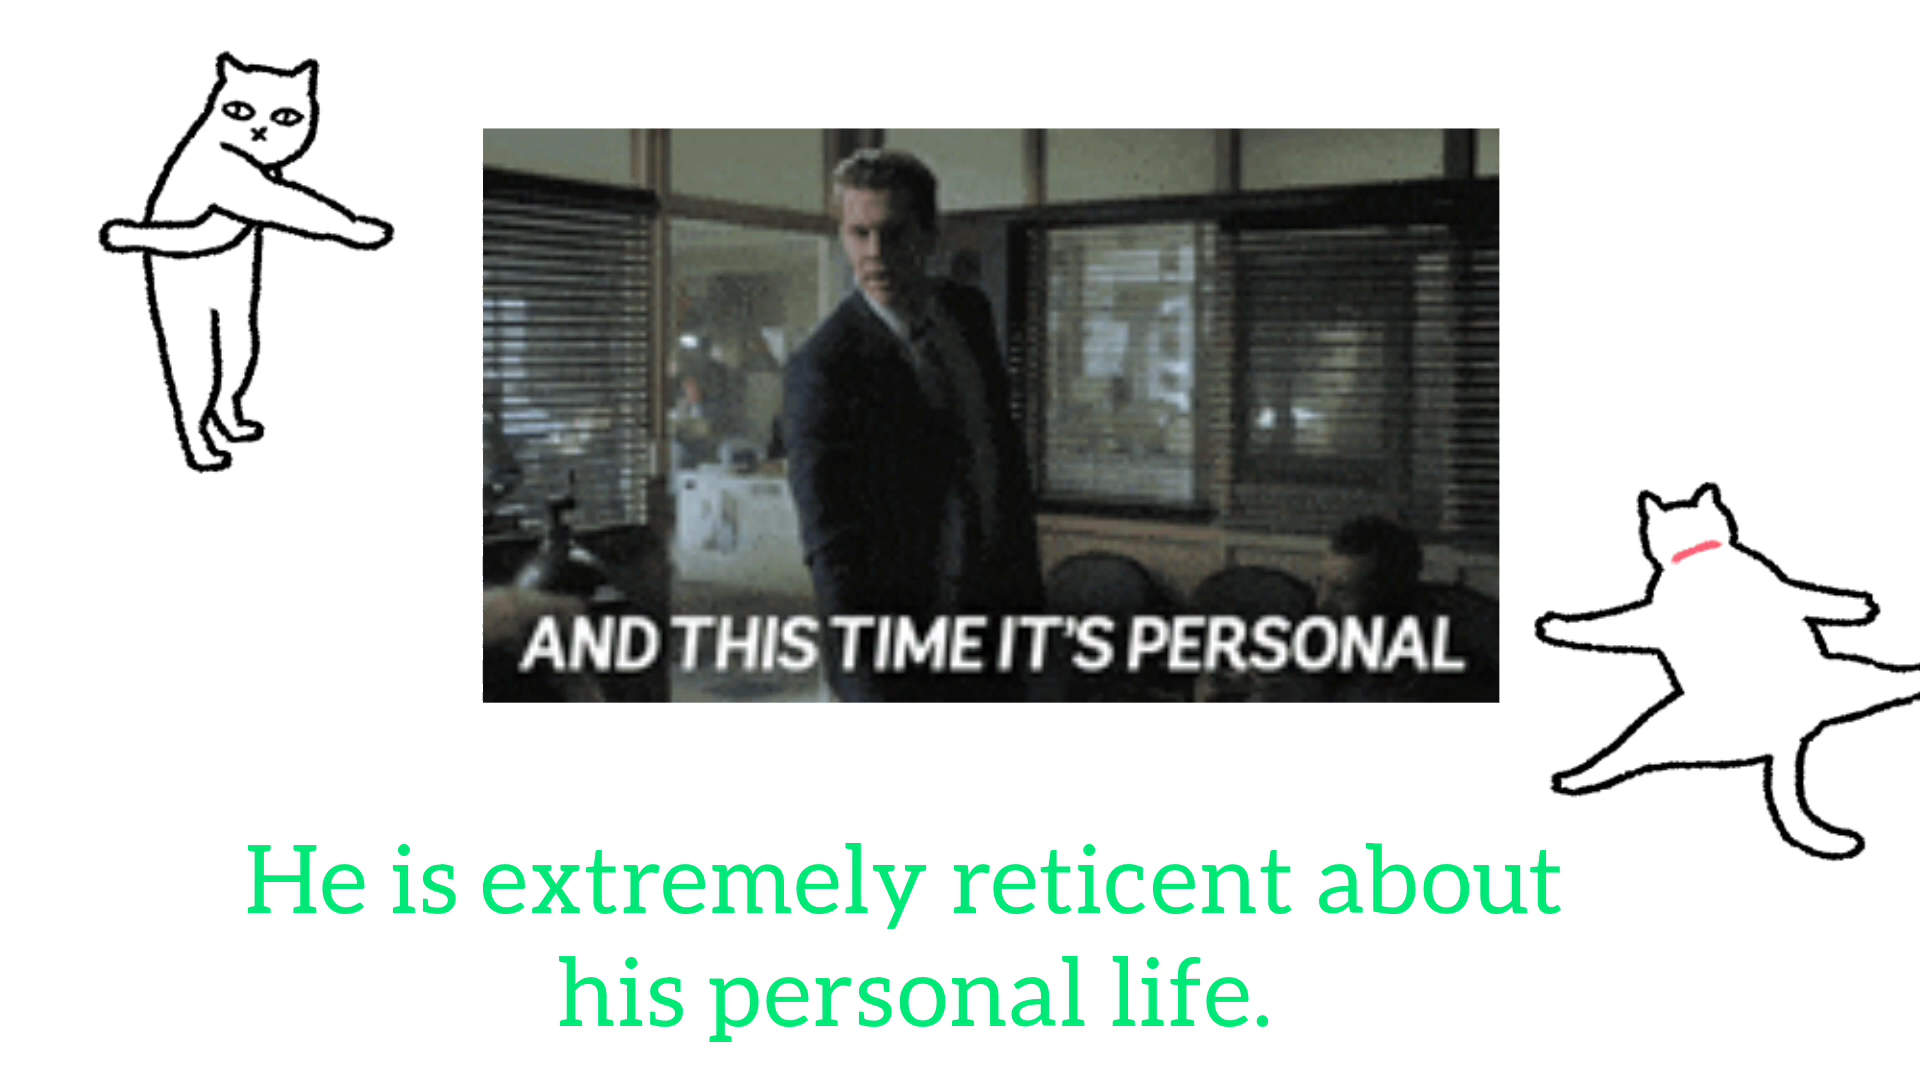 AND THIS TIME IT'S PERSONAL
He is extremely reticent about
his personal life.